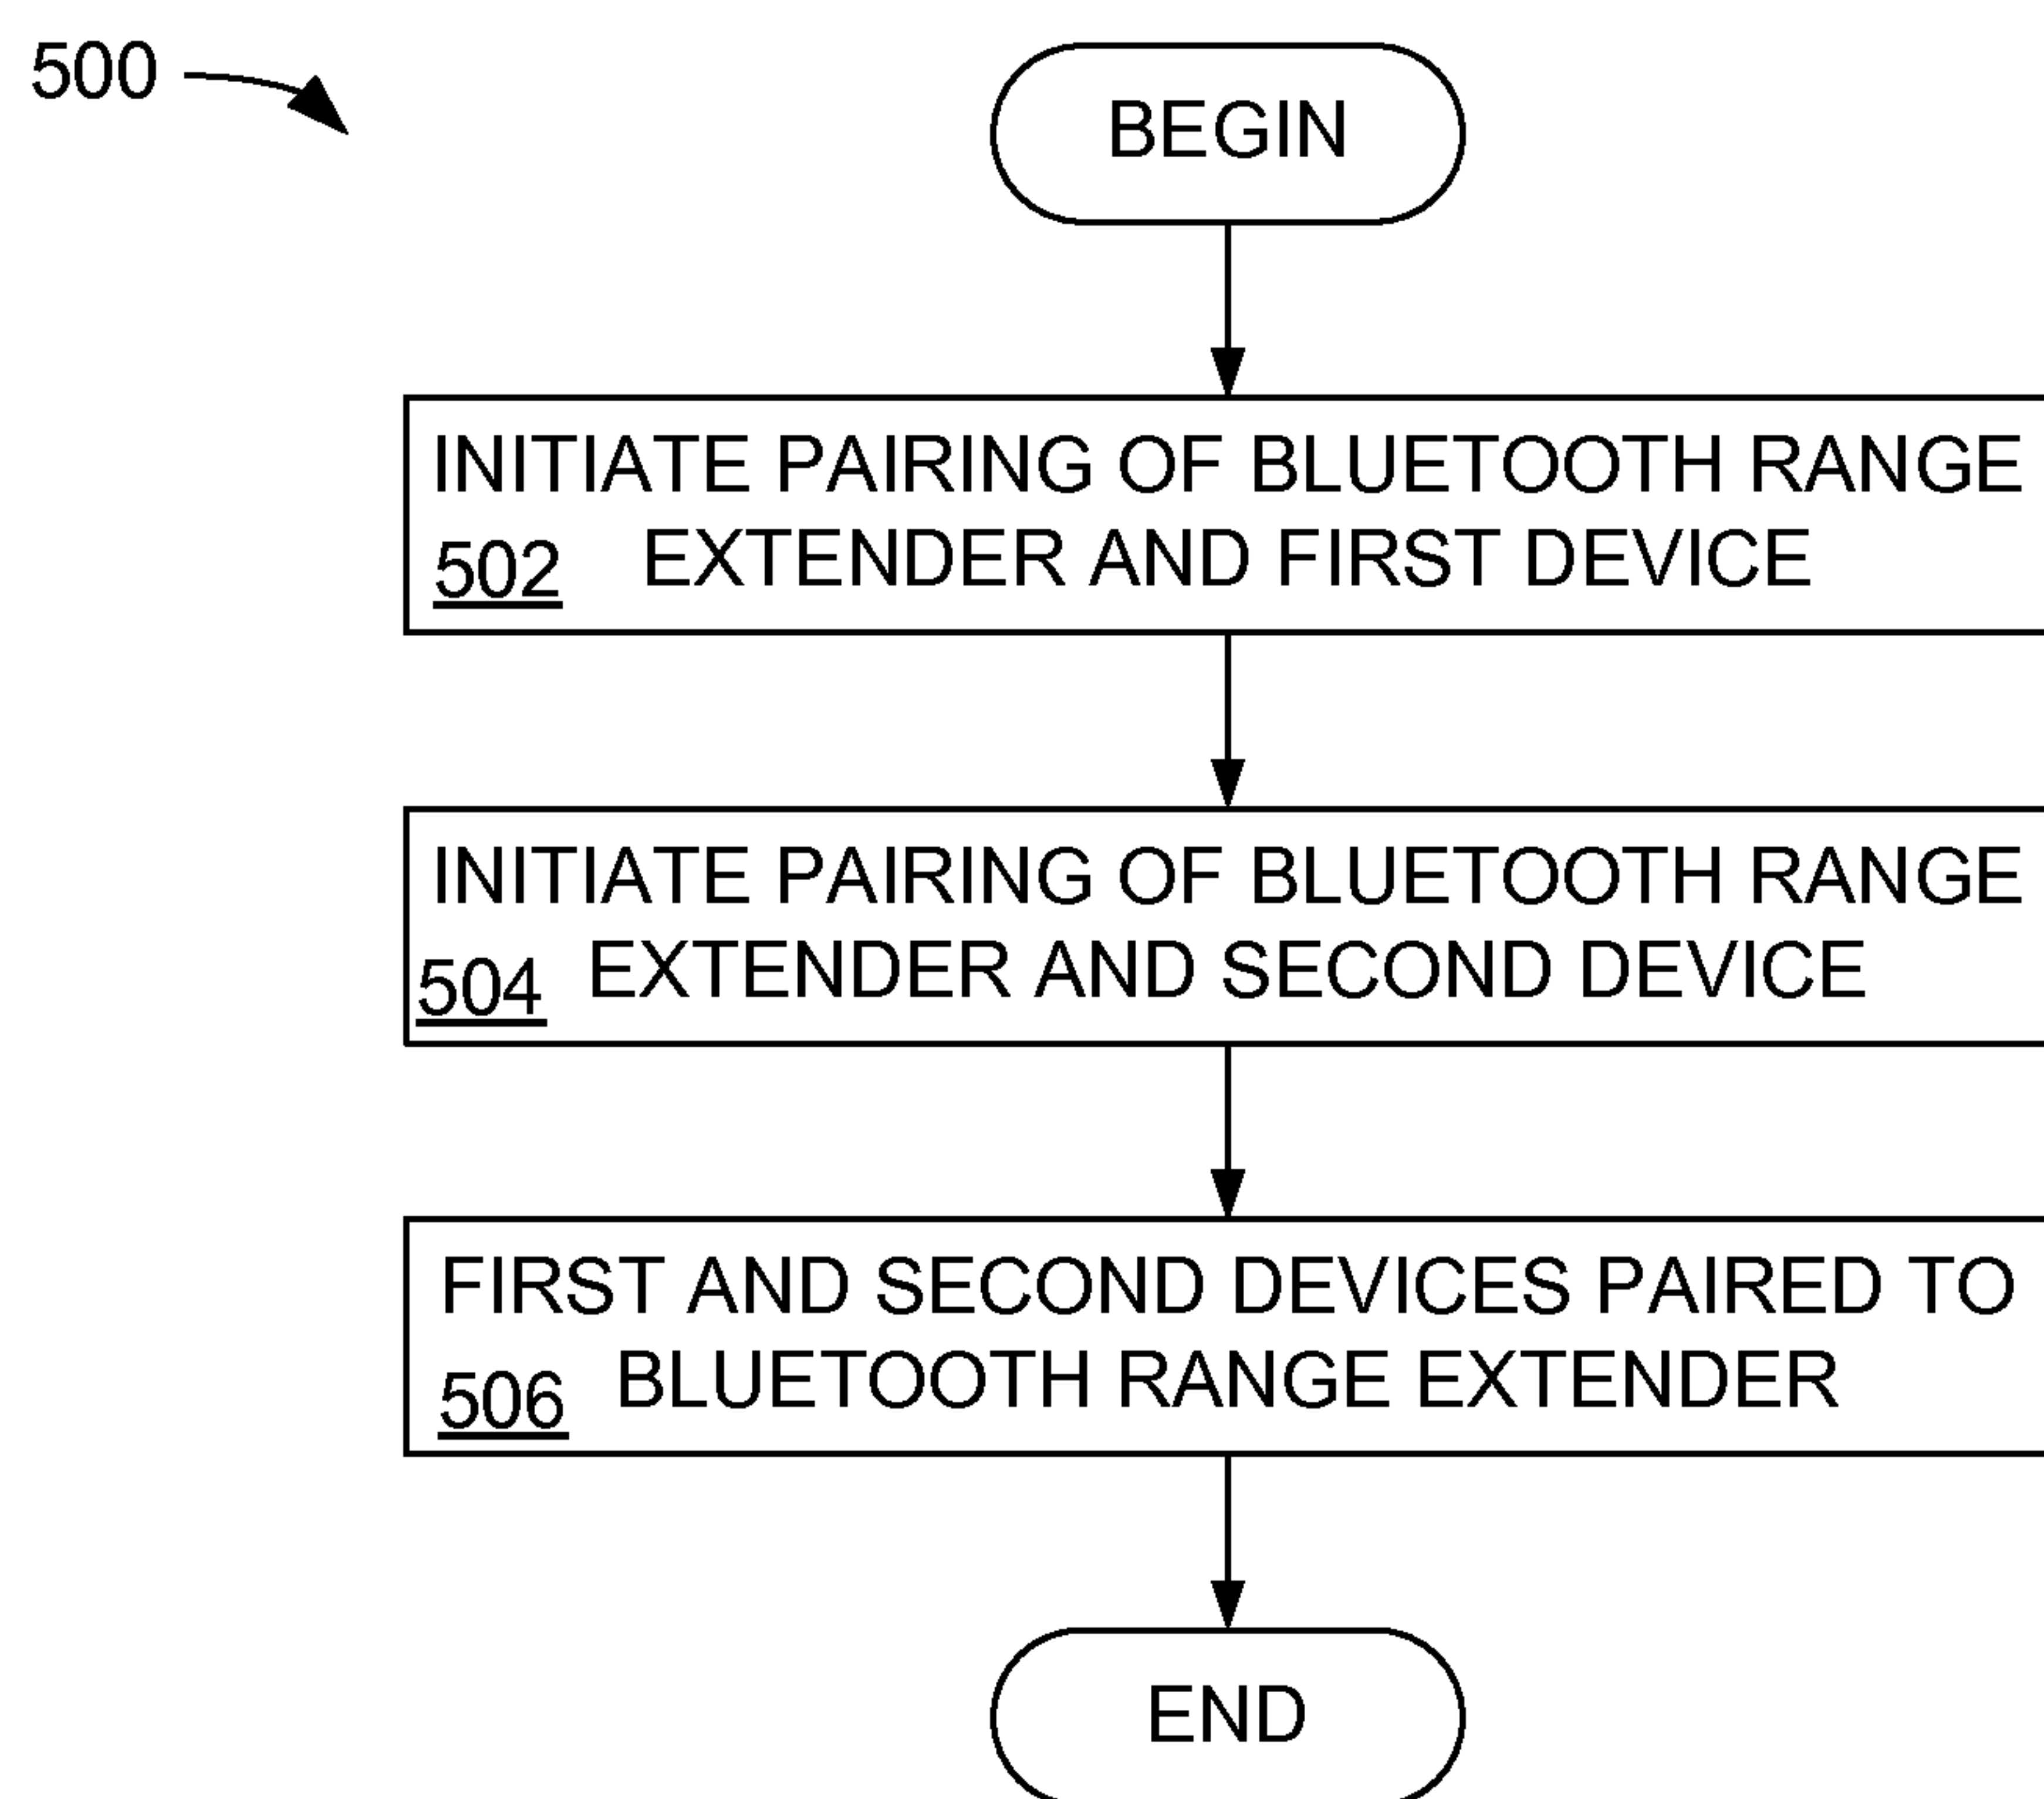 500
BEGIN
INITIATE PAIRING OF BLUETOOTH RANGE
502 EXTENDER AND FIRST DEVICE
INITIATE PAIRING OF BLUETOOTH RANGE
504 EXTENDER AND SECOND DEVICE
FIRST AND SECOND DEVICES PAIRED TO
506 BLUETOOTH RANGE EXTENDER
END